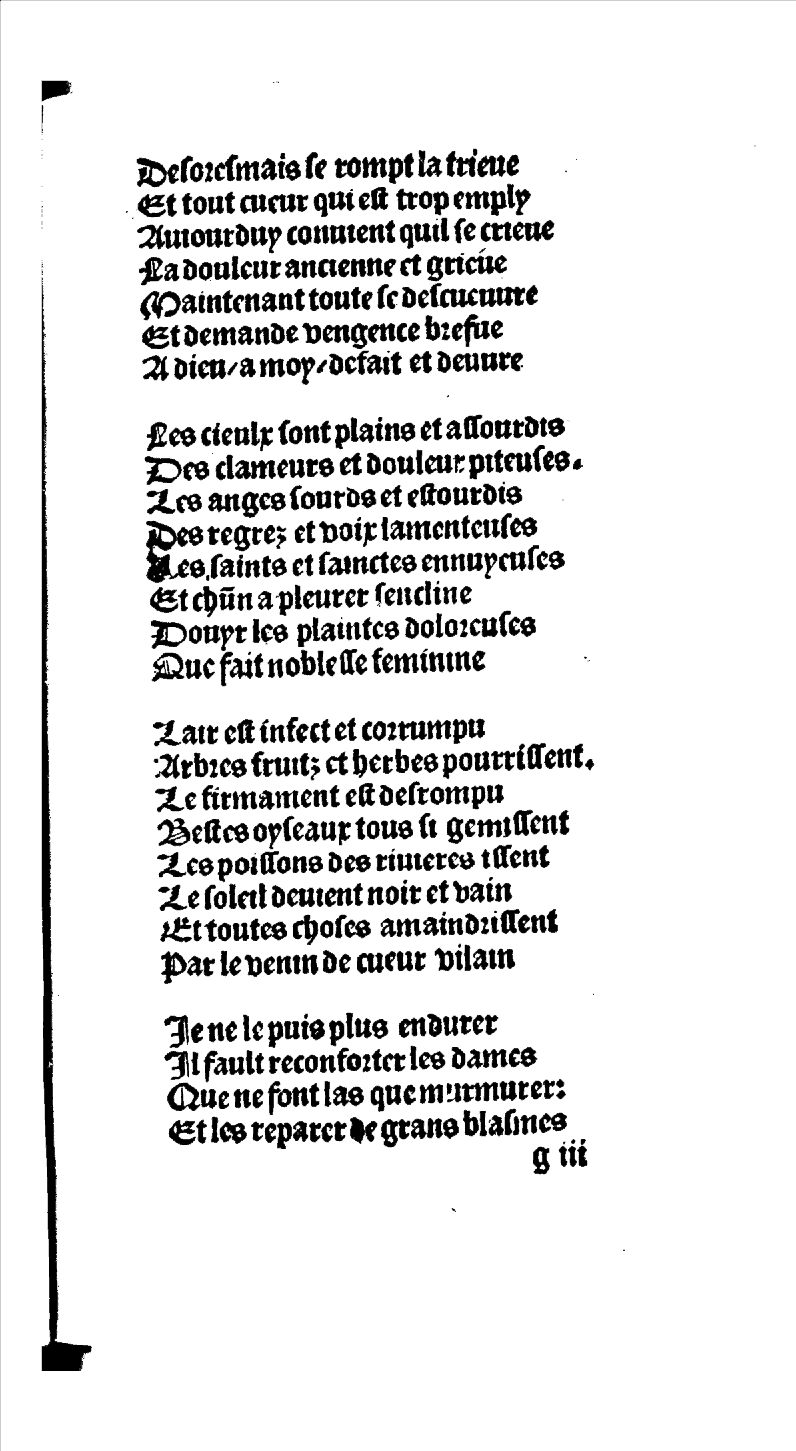 Desoresmais se rompt la trieue
Et tout cueur qui est trop emply
Auiourduy conuient quil se crieue
La douleur ancienne et grieue
Maintenant toute se descueuure
Et demande vengence brefue
A dieu/a moy/defait et deuure
Les cieulx sont plains et assourdis
Des clameurs et douleur piteuses.
Les anges sourds et estourdis
Des regrez et voix lamenteuses
Les saints et sainctes ennuyeuses
Et chũn a pleurer sencline
Douyr les plaintes doloreuses
Que fait noblesse feminine
Lair est infect et corrumpu
Arbres fruitz et herbes pourrissent.
Le firmament est desrompu
Bestes oyseaux tous si gemissent
Les poissons des riuieres issent
Le soleil deuient noir et vain
Et toutes choses amaindrissent
Par le venin de cueur vilain
Je ne le puis plus endurer
Il fault reconforter les dames
Que ne font las que murmurer:
Et les reparer de grans blasmes
g iii